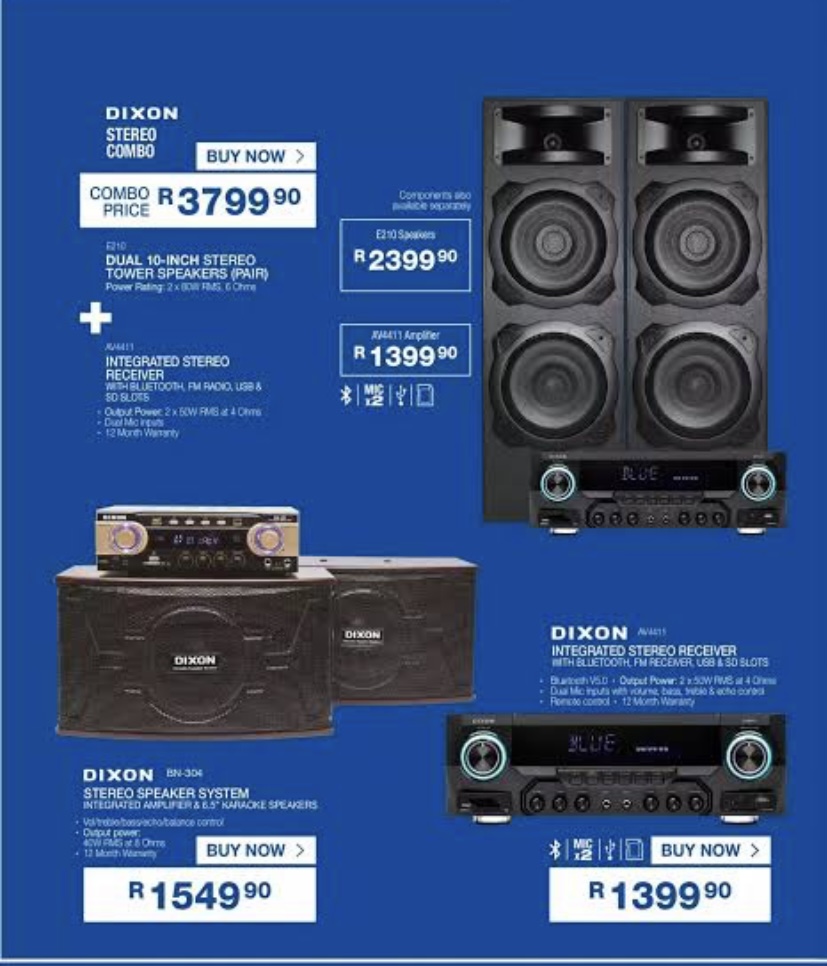 DIXON
STEREO
COMBO
BUY NOW >
COMBO
PRICE
R3799 90
E210
DUAL 10-INCH STEREO
TOWER SPEAKERS (PAIR)
Power Rating: 2 x 80W RMS, 6 Ohms
+
AV4411
INTEGRATED STEREO
RECEIVER
WITH BLUETOOTH, FM RADIO, USB &
SD SLOTS
• Output Power: 2 x 50W RMS at 4 Ohms
• Dual Mic Inputs
• 12 Month Warranty
Components also
available separately
E210 Speakers
R2399 90
AV4411 Amplifier
R1399 90
MIC
x2
DIXON
BLUE
DIXON
DIXON
DIXON
DIXON BN-304
STEREO SPEAKER SYSTEM
INTEGRATED AMPLIFIER & 6.5" KARAOKE SPEAKERS
• Vol/treble/bass/echo/balance control
• Output power:
40W RMS at 8 Ohms
• 12 Month Warranty
BUY NOW >
R1549 90
DIXON AV4411
INTEGRATED STEREO RECEIVER
WITH BLUETOOTH, FM RECEIVER, USB & SD SLOTS
• Bluetooth V5.0 • Output Power: 2 x 50W RMS at 4 Ohms
• Dual Mic Inputs with volume, bass, treble & echo control
• Remote control • 12 Month Warranty
DIXON
BLUE
MIC
x2
BUY NOW >
R1399 90